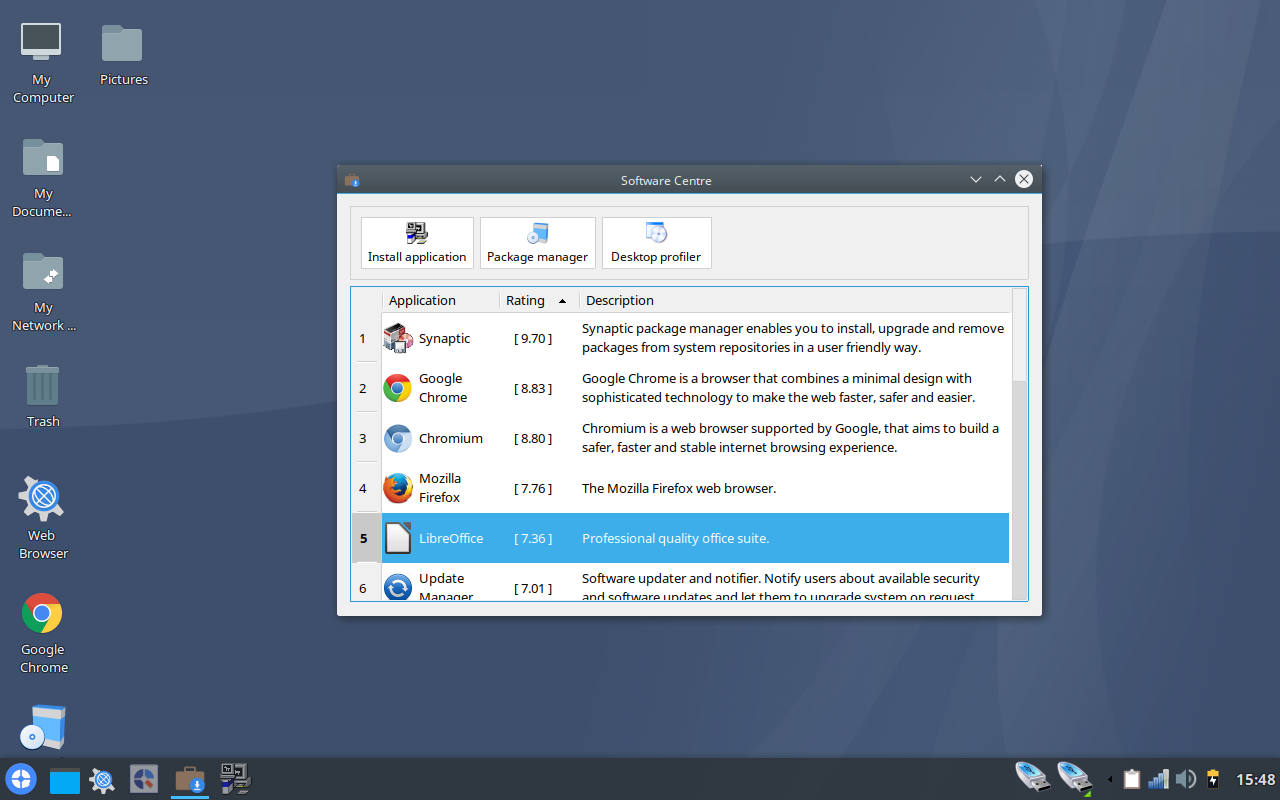 My
Computer
Pictures
My
Docume...
My
Network ...
Trash
Web
Browser
Google
Chrome
Software Centre
Install application
Package manager
Desktop profiler
Application
Rating
Description
1
Synaptic
[ 9.70 ]
Synaptic package manager enables you to install, upgrade and remove
packages from system repositories in a user friendly way.
2
Google
Chrome
[ 8.83 ]
Google Chrome is a browser that combines a minimal design with
sophisticated technology to make the web faster, safer and easier.
3
Chromium
[ 8.80 ]
Chromium is a web browser supported by Google, that aims to build a
safer, faster and stable internet browsing experience.
4
Mozilla
Firefox
[ 7.76 ]
The Mozilla Firefox web browser.
5
LibreOffice
[ 7.36 ]
Professional quality office suite.
6
Update
Manager
[ 7.01 ]
Software updater and notifier. Notify users about available security
and software updates and let them to upgrade system on request.
15:48